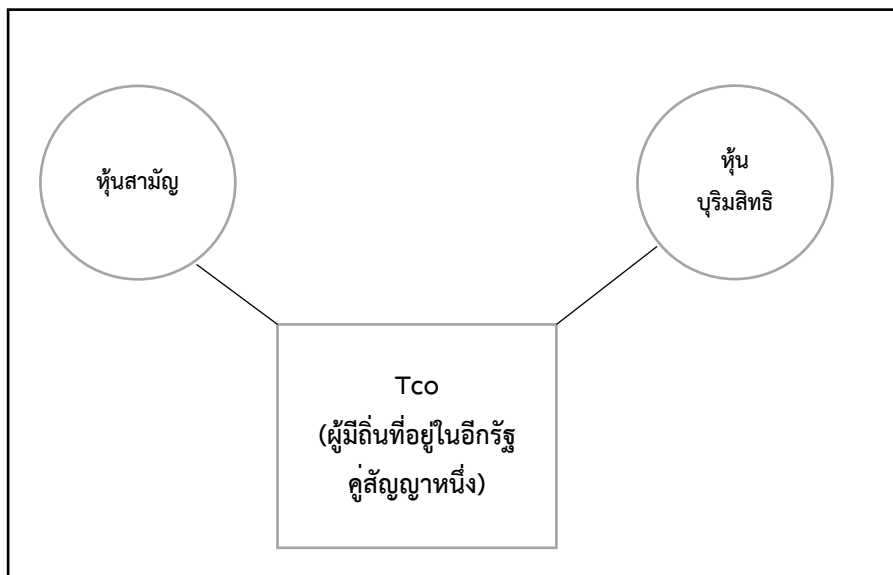 หุ้นสามัญ
หุ้น
บุริมสิทธิ
Tco
(ผู้มีถิ่นที่อยู่ในอีกรัฐ
คู่สัญญาหนึ่ง)